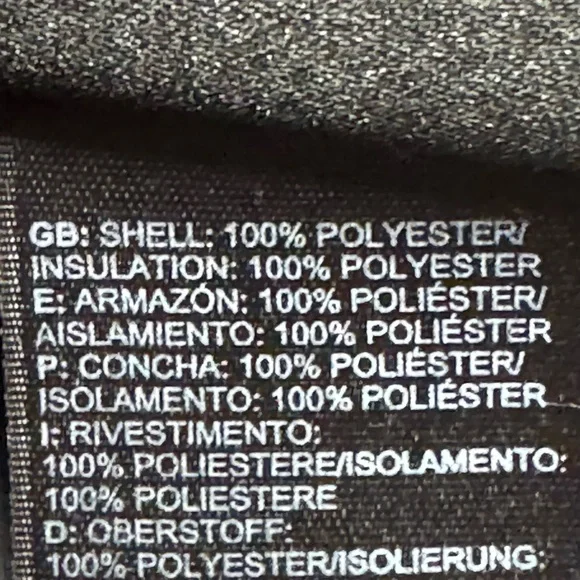 GB: SHELL: 100% POLYESTER/
INSULATION: 100% POLYESTER
E: ARMAZÓN: 100% POLIÉSTER/
AISLAMIENTO: 100% POLIÉSTER
P: CONCHA: 100% POLIÉSTER/
ISOLAMENTO: 100% POLIÉSTER
I: RIVESTIMENTO:
100% POLIESTERE/ISOLAMENTO:
100% POLIESTERE
D: OBERSTOFF:
100% POLYESTER/ISOLIERUNG: